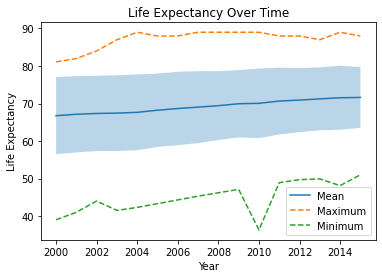 Life Expectancy Over Time
Life Expectancy
90
80
70
60
50
40
Mean
Maximum
Minimum
2000 2002 2004 2006 2008 2010 2012 2014
Year